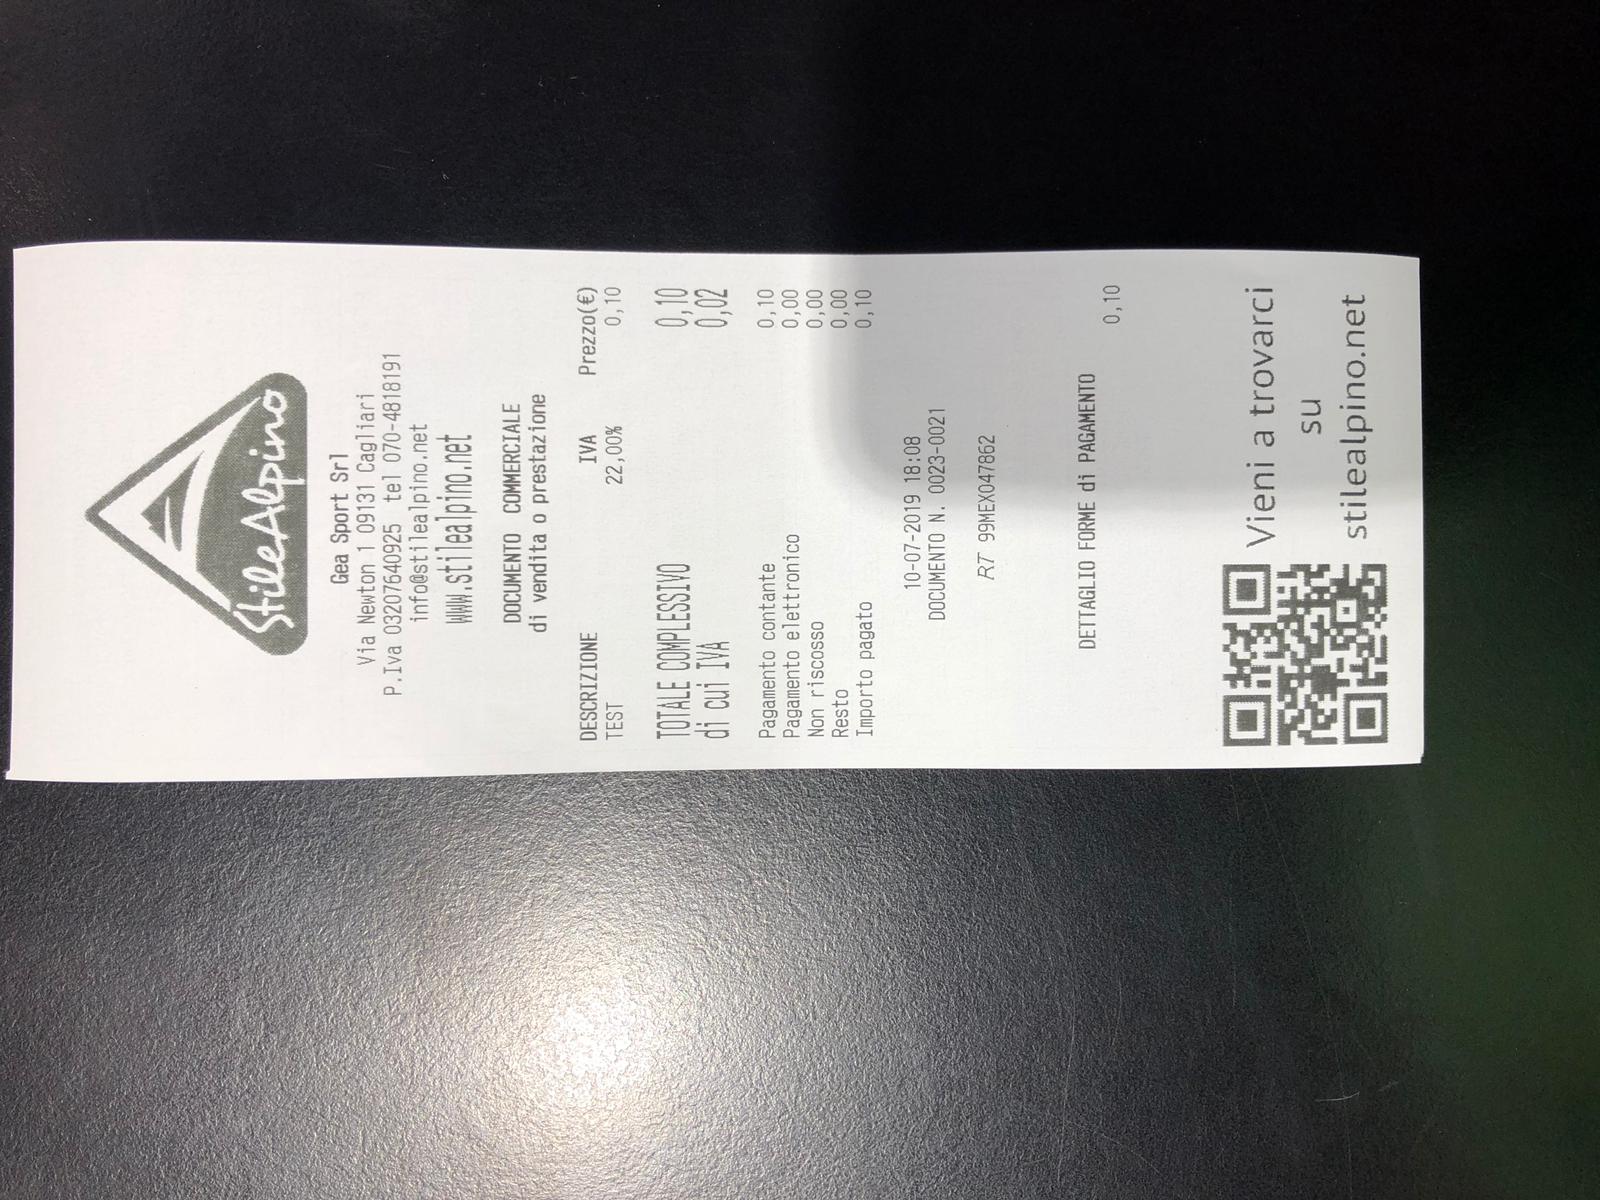 StileAlpino
Gea Sport Srl
Via Newton 1 09131 Cagliari
P.Iva 03207640925 tel 070-4818191
info@stilealpino.net
www.stilealpino.net
DOCUMENTO COMMERCIALE
di vendita o prestazione
DESCRIZIONE IVA Prezzo(€)
TEST 22,00% 0,10
TOTALE COMPLESSIVO 0,10
di cui IVA 0,02
Pagamento contante 0,10
Pagamento elettronico 0,00
Non riscosso 0,00
Resto 0,00
Importo pagato 0,10
10-07-2019 18:08
DOCUMENTO N. 0023-0021
RT 99MEX047862
DETTAGLIO FORME di PAGAMENTO
0,10
Vieni a trovarci
su
stilealpino.net